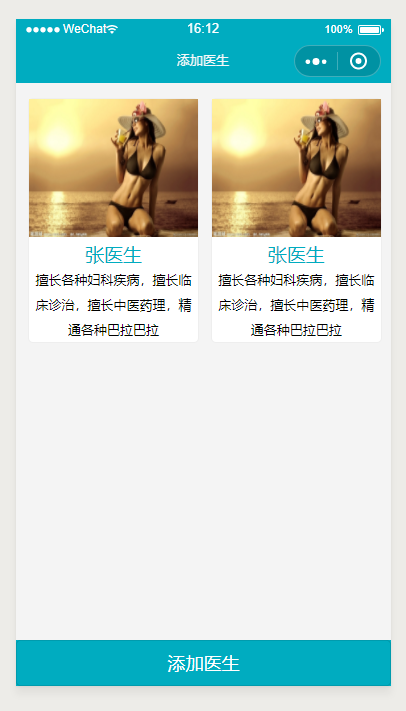 ●●●●● WeChat 16:12 100%
添加医生
张医生
擅长各种妇科疾病，擅长临
床诊治，擅长中医药理，精
通各种巴拉巴拉
张医生
擅长各种妇科疾病，擅长临
床诊治，擅长中医药理，精
通各种巴拉巴拉
添加医生